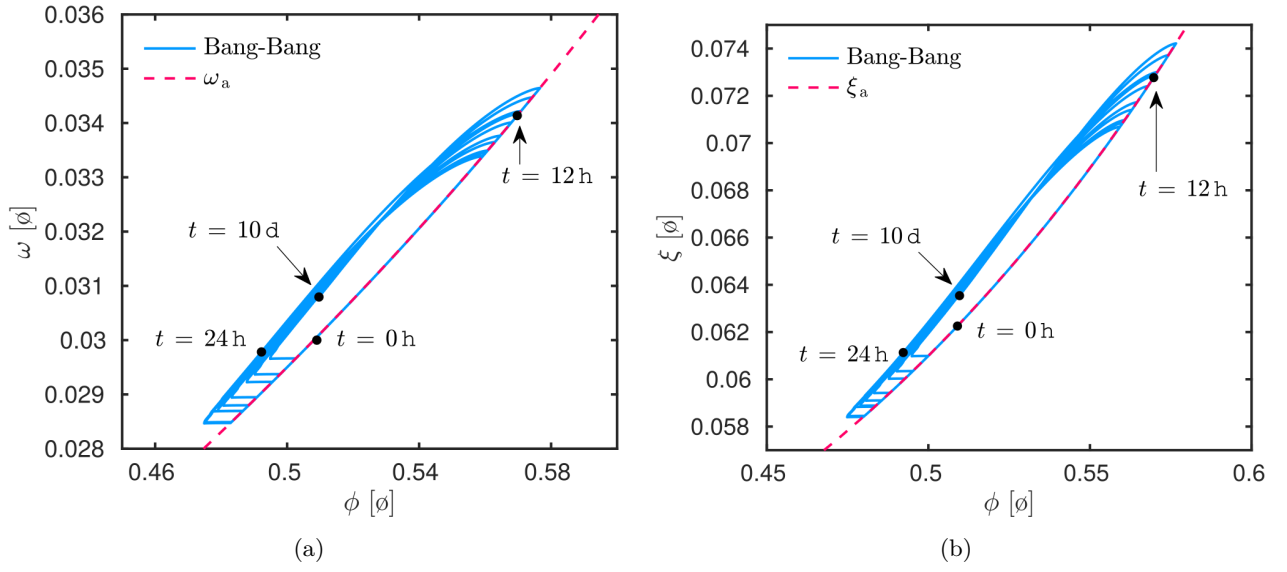 0.036
0.035
0.034
0.033
0.032
0.031
0.03
0.029
0.028
ω [ø]
Bang-Bang
ωₐ
t = 12 h
t = 10 d
t = 24 h
t = 0 h
0.46
0.5
0.54
0.58
ϕ [ø]
(a)
0.074
0.072
0.07
0.068
0.066
0.064
0.062
0.06
0.058
ξ [ø]
Bang-Bang
ξₐ
t = 12 h
t = 10 d
t = 0 h
t = 24 h
0.45
0.5
0.55
0.6
ϕ [ø]
(b)